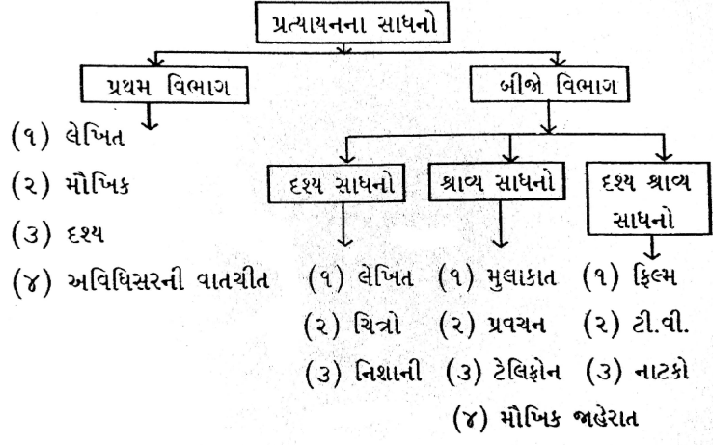 પ્રત્યાયનના સાધનો
પ્રથમ વિભાગ
(૧) લેખિત
(૨) મૌખિક
(૩) દશ્ય
(૪) અવિધિસરની વાતચીત
બીજો વિભાગ
દશ્ય સાધનો
(૧) લેખિત
(૨) ચિત્રો
(૩) નિશાની
શ્રાવ્ય સાધનો
(૧) મુલાકાત
(૨) પ્રવચન
(૩) ટેલિફોન
(૪) મૌખિક જાહેરાત
દશ્ય શ્રાવ્ય
સાધનો
(૧) ફિલ્મ
(૨) ટી.વી.
(૩) નાટકો